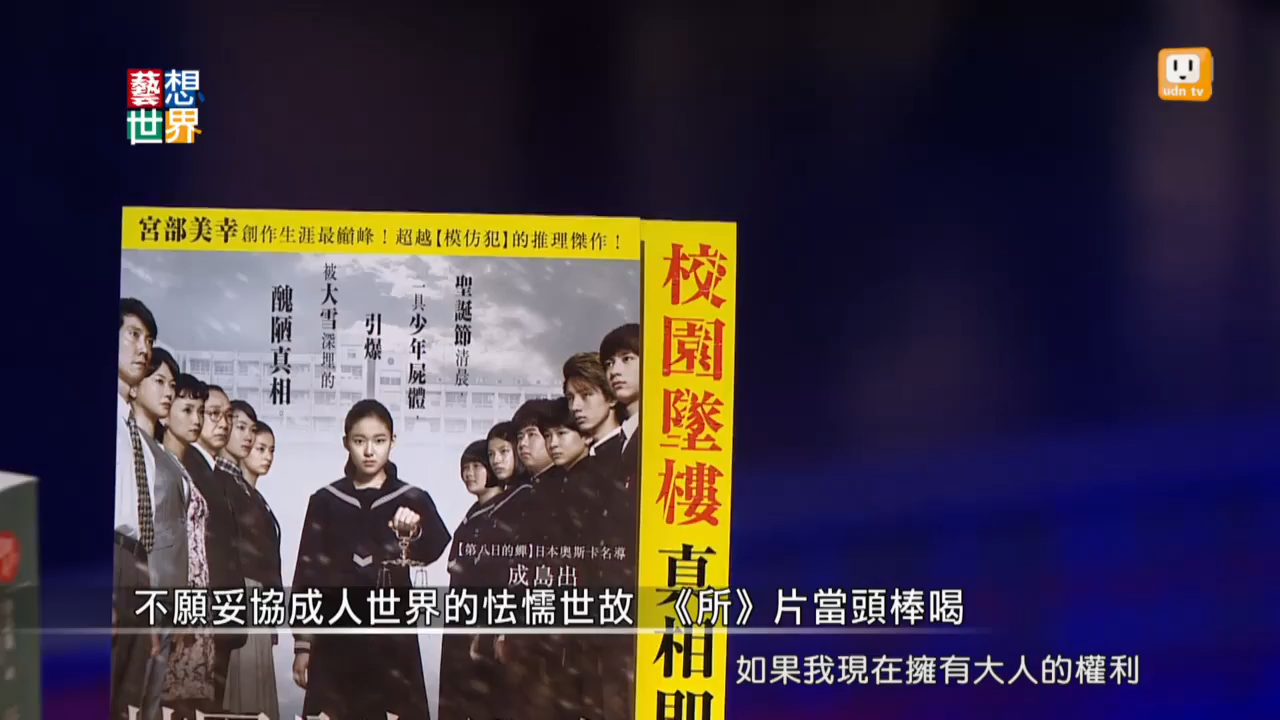 藝想
世界
udn tv
宮部美幸創作生涯最巔峰！超越【模仿犯】的推理傑作！
聖誕節清晨，
一具少年屍體，
引爆
被大雪深埋的
醜陋真相。
【第八日的蟬】日本奧斯卡名導
成島出
校園墜樓 真相即
不願妥協成人世界的怯懦世故 《所》片當頭棒喝
如果我現在擁有大人的權利